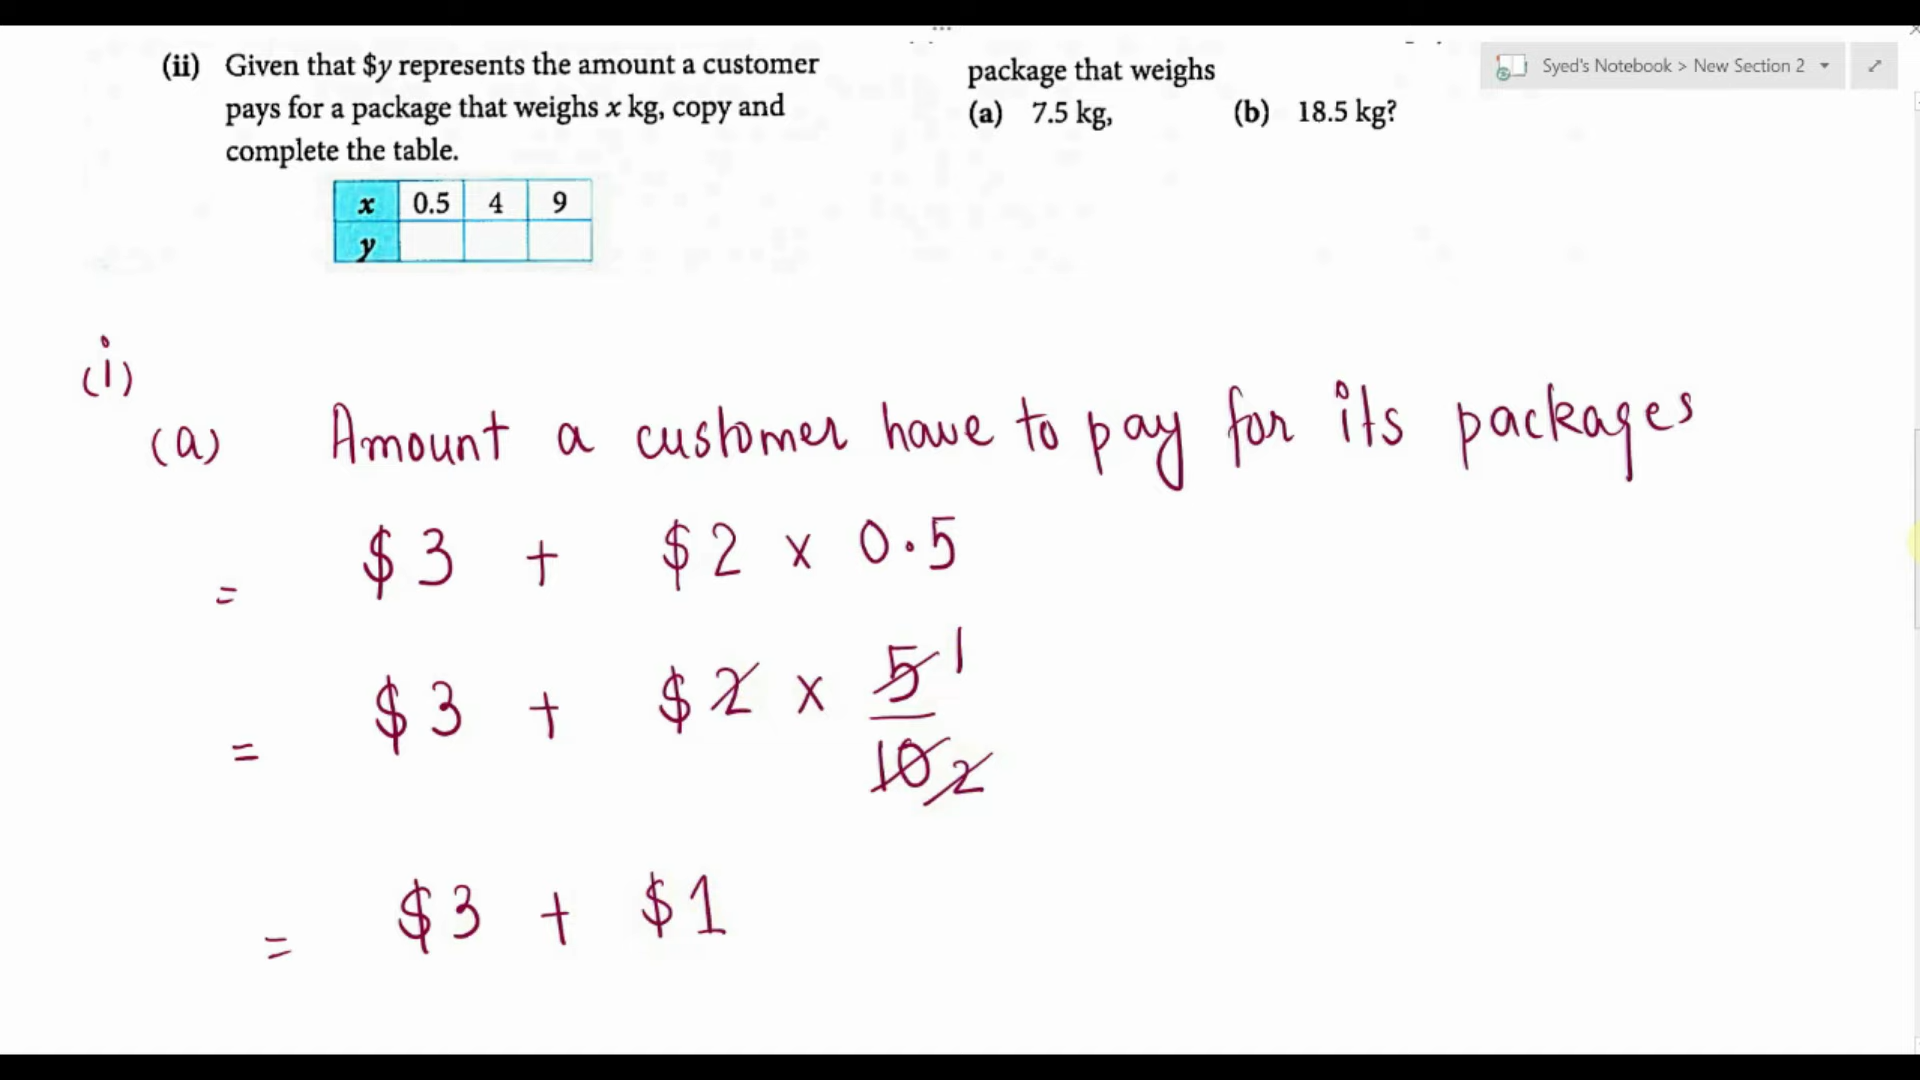 (ii) Given that $y represents the amount a customer
pays for a package that weighs x kg, copy and
complete the table.
x 0.5 4 9
y
package that weighs
(a) 7.5 kg, (b) 18.5 kg?
Syed's Notebook > New Section 2
(i)
(a) Amount a customer have to pay for its packages
= $3 + $2 x 0.5
= $3 + $2 x 5 1
10 2
= $3 + $1